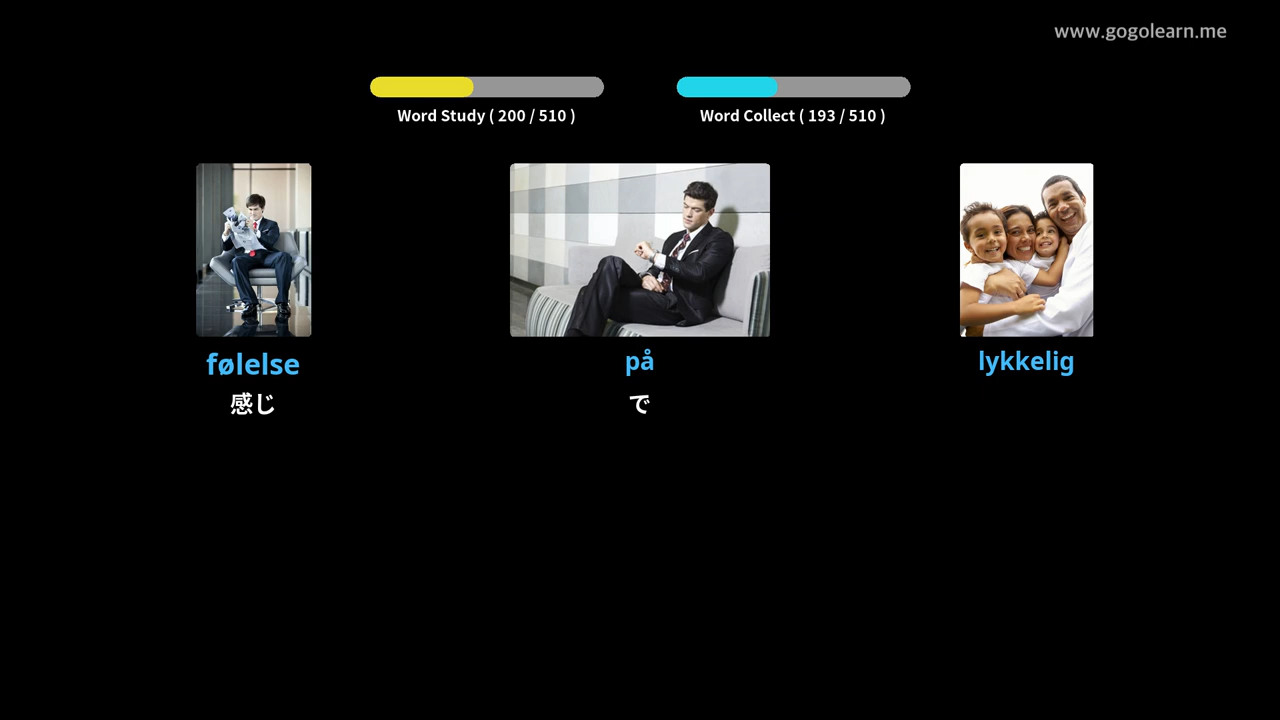 www.gogolearn.me
Word Study ( 200 / 510 )
Word Collect ( 193 / 510 )
følelse
på
lykkelig
感じ
で